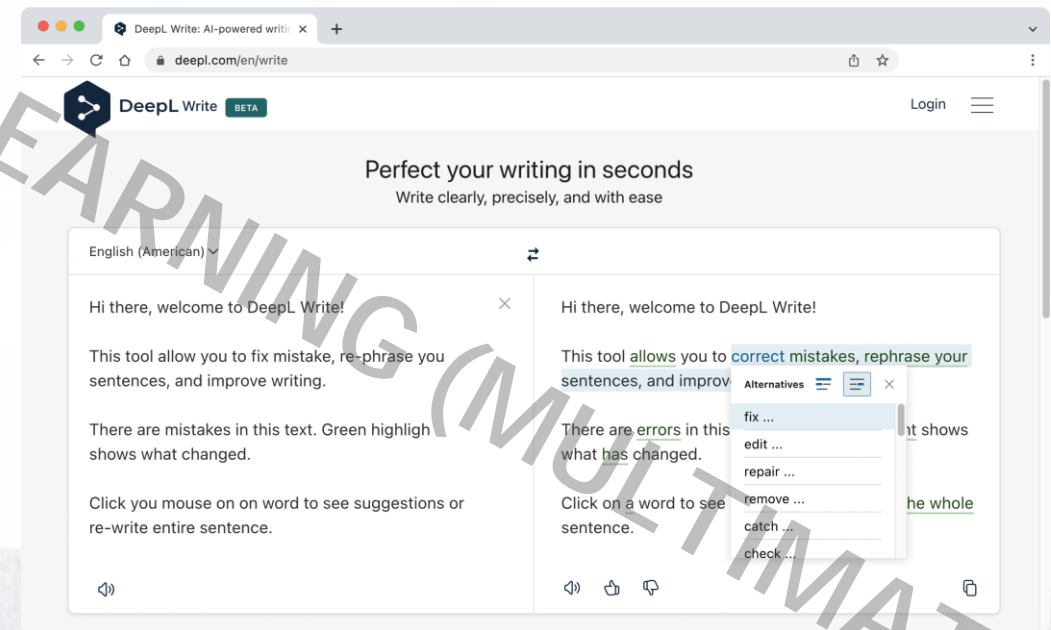 DeepL Write: AI-powered writin
deepl.com/en/write
DeepL Write BETA
Login
Perfect your writing in seconds
Write clearly, precisely, and with ease
English (American)
Hi there, welcome to DeepL Write!
This tool allow you to fix mistake, re-phrase you
sentences, and improve writing.
There are mistakes in this text. Green highligh
shows what changed.
Click you mouse on on word to see suggestions or
re-write entire sentence.
Hi there, welcome to DeepL Write!
This tool allows you to correct mistakes, rephrase your
sentences, and improv
There are errors in this nt shows
what has changed.
Click on a word to see he whole
sentence.
Alternatives
fix ...
edit ...
repair ...
remove ...
catch ...
check ...
EARNING (MULTIMAT